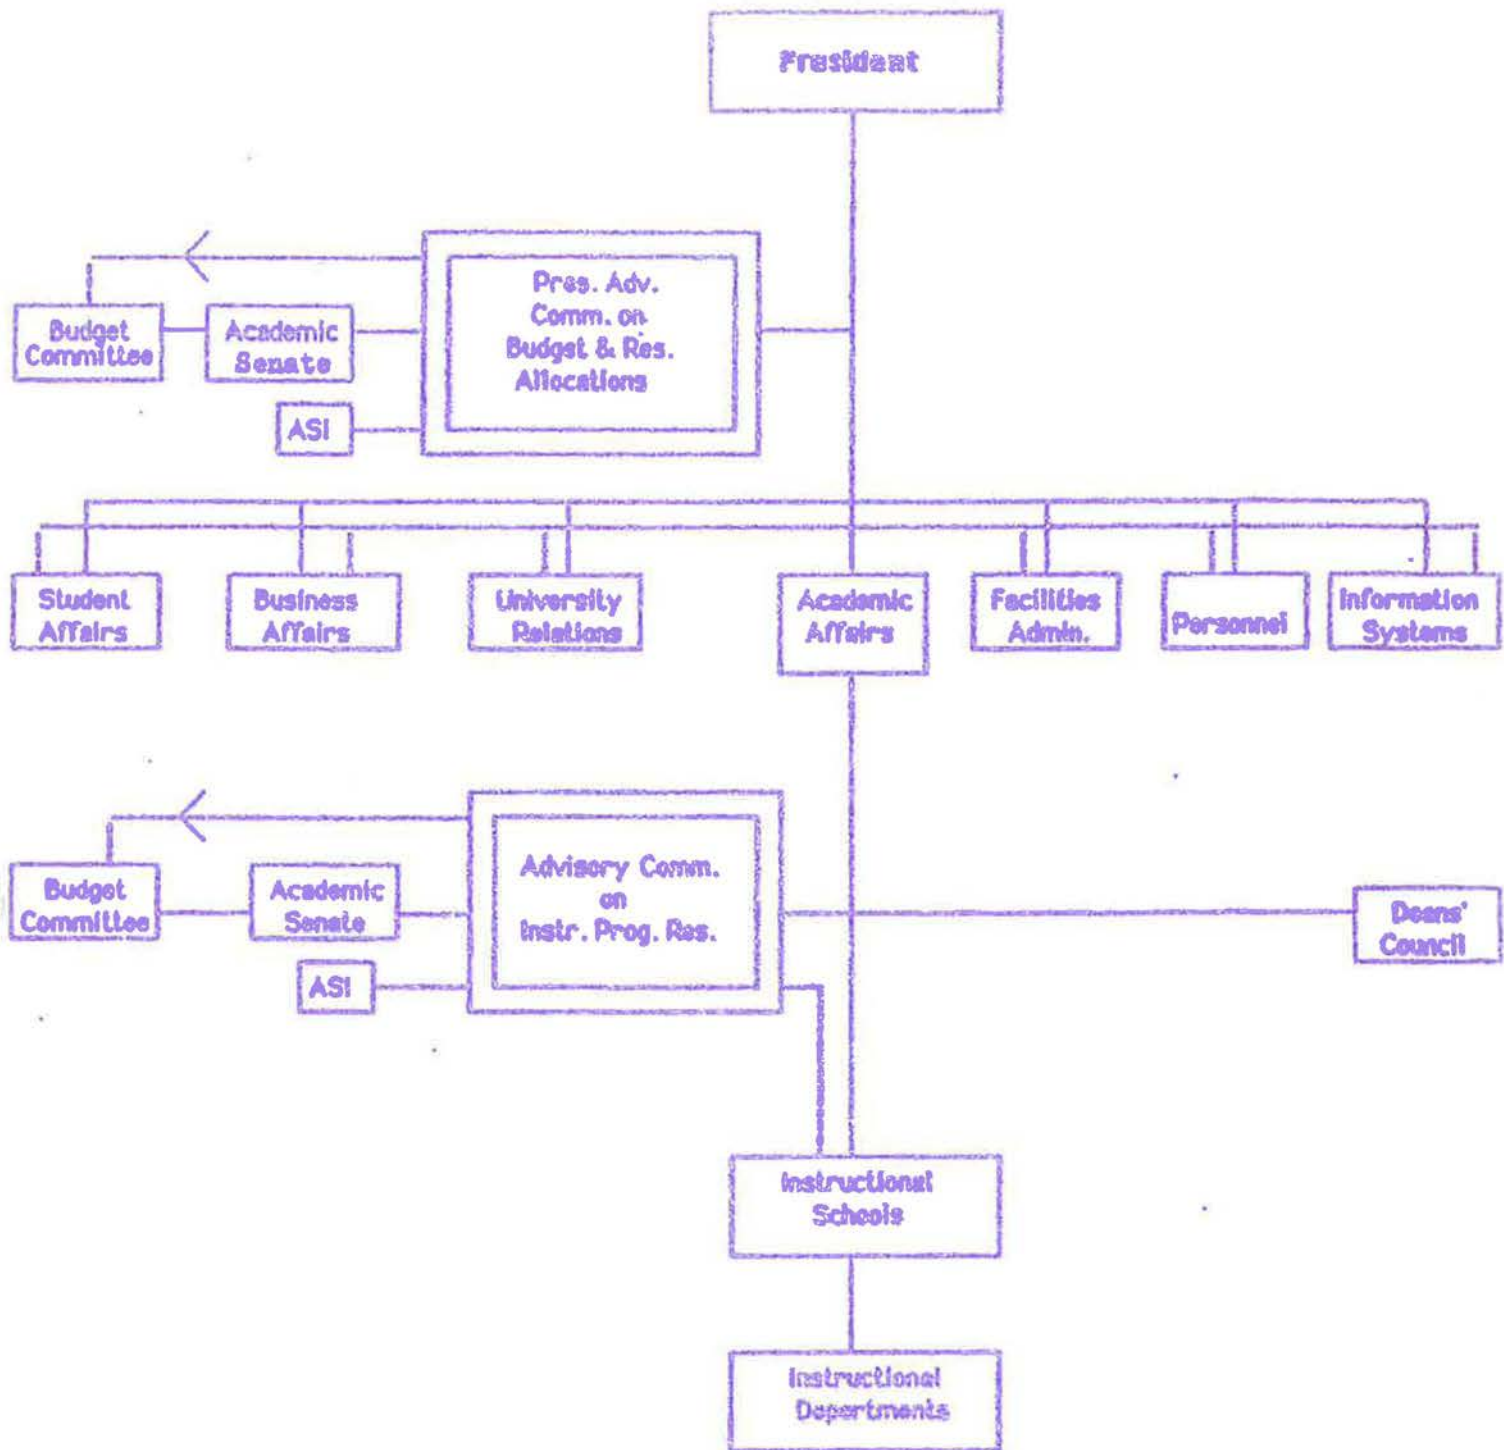 President
Pres. Adv.
Comm. on
Budget & Res.
Allocations
Budget
Committee
Academic
Senate
ASI
Student
Affairs
Business
Affairs
University
Relations
Academic
Affairs
Facilities
Admin.
Personnel
Information
Systems
Advisory Comm.
on
Instr. Prog. Res.
Budget
Committee
Academic
Senate
ASI
Deans'
Council
Instructional
Schools
Instructional
Departments